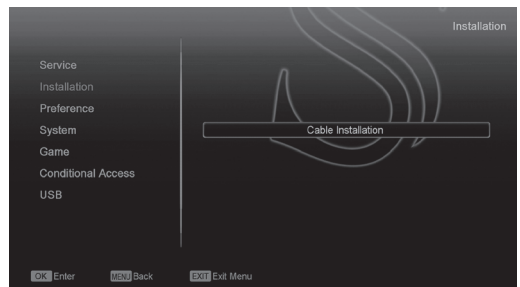 Installation
Service
Installation
Preference
System
Cable Installation
Game
Conditional Access
USB
OK Enter MENU Back EXIT Exit Menu